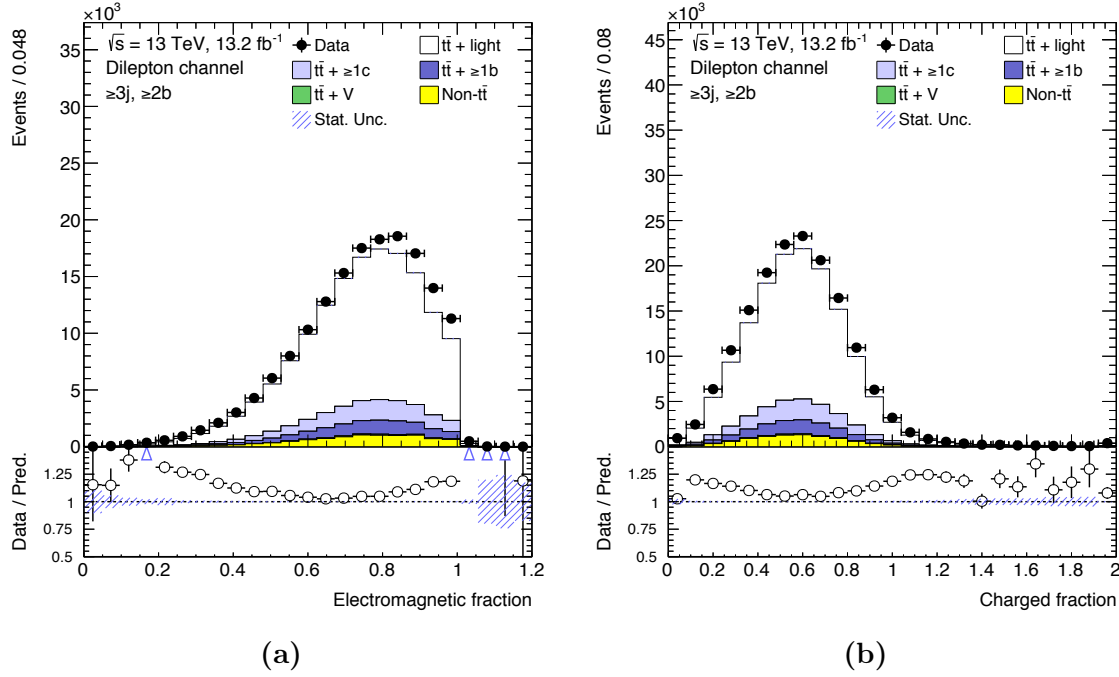 ×10³
Events / 0.048
35
30
25
20
15
10
5
0
√s = 13 TeV, 13.2 fb⁻¹
Dilepton channel
≥3j, ≥2b
Data
tt̄ + light
tt̄ + ≥1c
tt̄ + ≥1b
tt̄ + V
Non-tt̄
Stat. Unc.
Data / Pred.
1.25
1
0.75
0.5
0 0.2 0.4 0.6 0.8 1 1.2
Electromagnetic fraction
(a)
×10³
Events / 0.08
45
40
35
30
25
20
15
10
5
0
√s = 13 TeV, 13.2 fb⁻¹
Dilepton channel
≥3j, ≥2b
Data
tt̄ + light
tt̄ + ≥1c
tt̄ + ≥1b
tt̄ + V
Non-tt̄
Stat. Unc.
Data / Pred.
1.25
1
0.75
0.5
0 0.2 0.4 0.6 0.8 1 1.2 1.4 1.6 1.8 2
Charged fraction
(b)